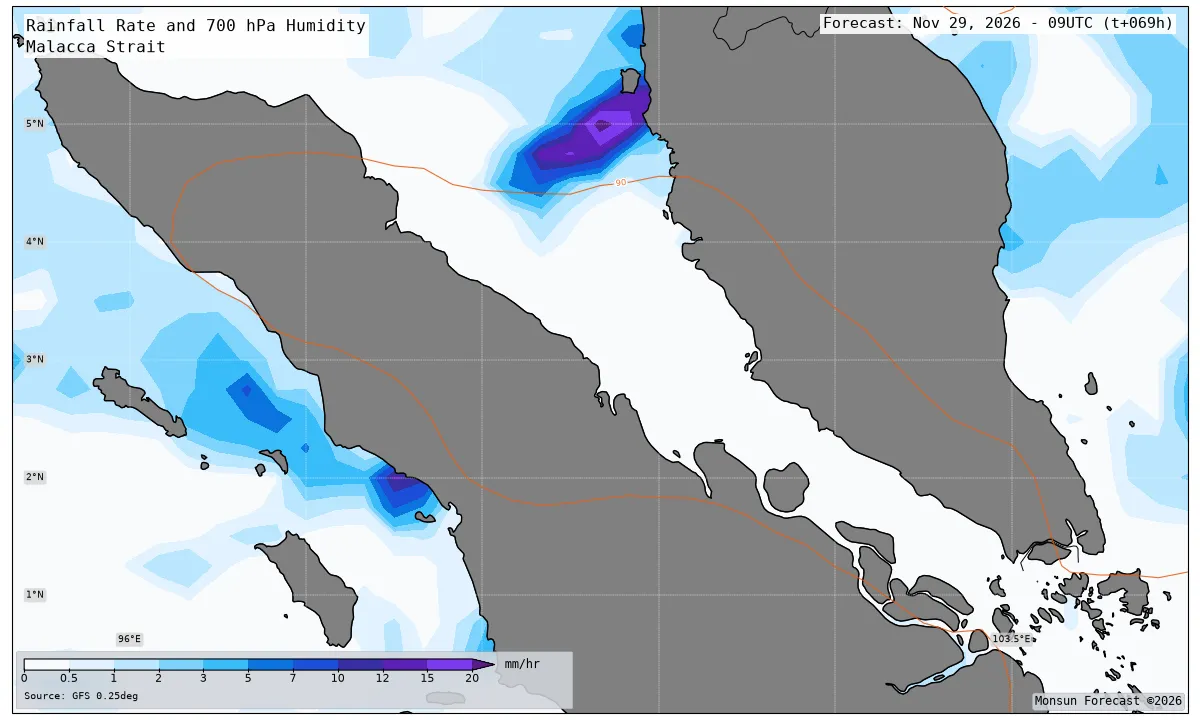 Rainfall Rate and 700 hPa Humidity
Malacca Strait
Forecast: Nov 29, 2026 - 09UTC (t+069h)
5°N
90
4°N
3°N
2°N
1°N
96°E
103.5°E
0 0.5 1 2 3 5 7 10 12 15 20 mm/hr
Source: GFS 0.25deg
Monsun Forecast ©2026